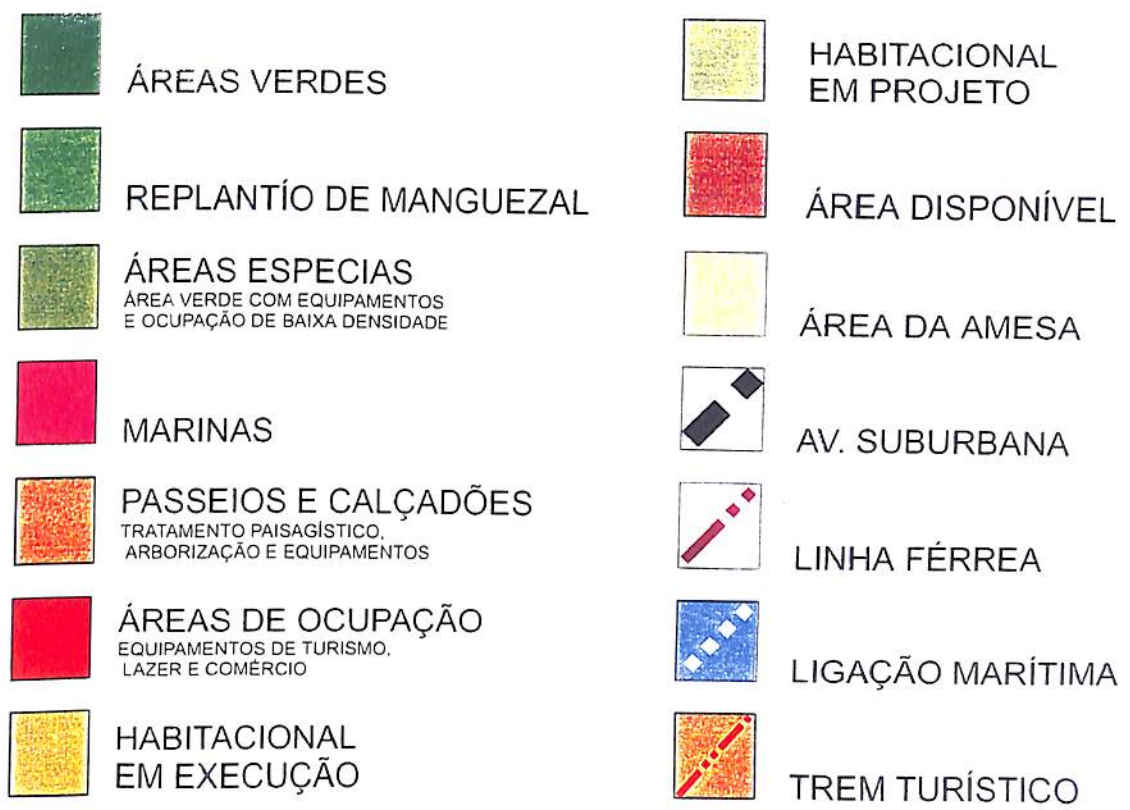 ÁREAS VERDES
REPLANTÍO DE MANGUEZAL
ÁREAS ESPECIAS
ÁREA VERDE COM EQUIPAMENTOS
E OCUPAÇÃO DE BAIXA DENSIDADE
MARINAS
PASSEIOS E CALÇADÕES
TRATAMENTO PAISAGÍSTICO,
ARBORIZAÇÃO E EQUIPAMENTOS
ÁREAS DE OCUPAÇÃO
EQUIPAMENTOS DE TURISMO,
LAZER E COMÉRCIO
HABITACIONAL
EM EXECUÇÃO
HABITACIONAL
EM PROJETO
ÁREA DISPONÍVEL
ÁREA DA AMESA
AV. SUBURBANA
LINHA FÉRREA
LIGAÇÃO MARÍTIMA
TREM TURÍSTICO